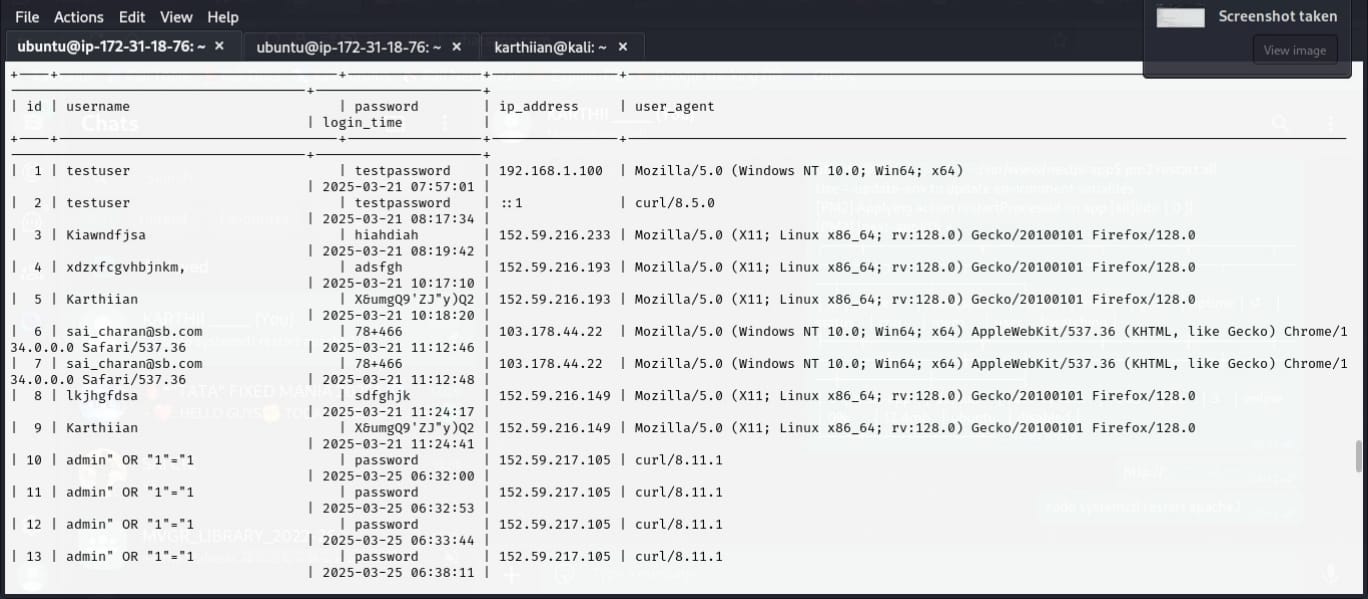 File Actions Edit View Help
Screenshot taken
View image
ubuntu@ip-172-31-18-76: ~ × ubuntu@ip-172-31-18-76: ~ × karthiian@kali: ~ ×
| id | username | password | ip_address | user_agent
| login_time |
| 1 | testuser | testpassword | 192.168.1.100 | Mozilla/5.0 (Windows NT 10.0; Win64; x64)
| 2025-03-21 07:57:01 |
| 2 | testuser | testpassword | ::1 | curl/8.5.0
| 2025-03-21 08:17:34 |
| 3 | Kiawndfjsa | hiahdiah | 152.59.216.233 | Mozilla/5.0 (X11; Linux x86_64; rv:128.0) Gecko/20100101 Firefox/128.0
| 2025-03-21 08:19:42 |
| 4 | xdzxfcgvhbjnkm, | adsfgh | 152.59.216.193 | Mozilla/5.0 (X11; Linux x86_64; rv:128.0) Gecko/20100101 Firefox/128.0
| 2025-03-21 10:17:10 |
| 5 | Karthiian | X&umgQ9'ZJ"y)Q2 | 152.59.216.193 | Mozilla/5.0 (X11; Linux x86_64; rv:128.0) Gecko/20100101 Firefox/128.0
| 2025-03-21 10:18:20 |
| 6 | sai_charan@sb.com | 78+466 | 103.178.44.22 | Mozilla/5.0 (Windows NT 10.0; Win64; x64) AppleWebKit/537.36 (KHTML, like Gecko) Chrome/1
34.0.0.0 Safari/537.36 | 2025-03-21 11:12:46 |
| 7 | sai_charan@sb.com | 78+466 | 103.178.44.22 | Mozilla/5.0 (Windows NT 10.0; Win64; x64) AppleWebKit/537.36 (KHTML, like Gecko) Chrome/1
34.0.0.0 Safari/537.36 | 2025-03-21 11:12:48 |
| 8 | lkjhgfdsa | sdfghjk | 152.59.216.149 | Mozilla/5.0 (X11; Linux x86_64; rv:128.0) Gecko/20100101 Firefox/128.0
| 2025-03-21 11:24:17 |
| 9 | Karthiian | X&umgQ9'ZJ"y)Q2 | 152.59.216.149 | Mozilla/5.0 (X11; Linux x86_64; rv:128.0) Gecko/20100101 Firefox/128.0
| 2025-03-21 11:24:41 |
| 10 | admin" OR "1"="1 | password | 152.59.217.105 | curl/8.11.1
| 2025-03-25 06:32:00 |
| 11 | admin" OR "1"="1 | password | 152.59.217.105 | curl/8.11.1
| 2025-03-25 06:32:53 |
| 12 | admin" OR "1"="1 | password | 152.59.217.105 | curl/8.11.1
| 2025-03-25 06:33:44 |
| 13 | admin" OR "1"="1 | password | 152.59.217.105 | curl/8.11.1
| 2025-03-25 06:38:11 |